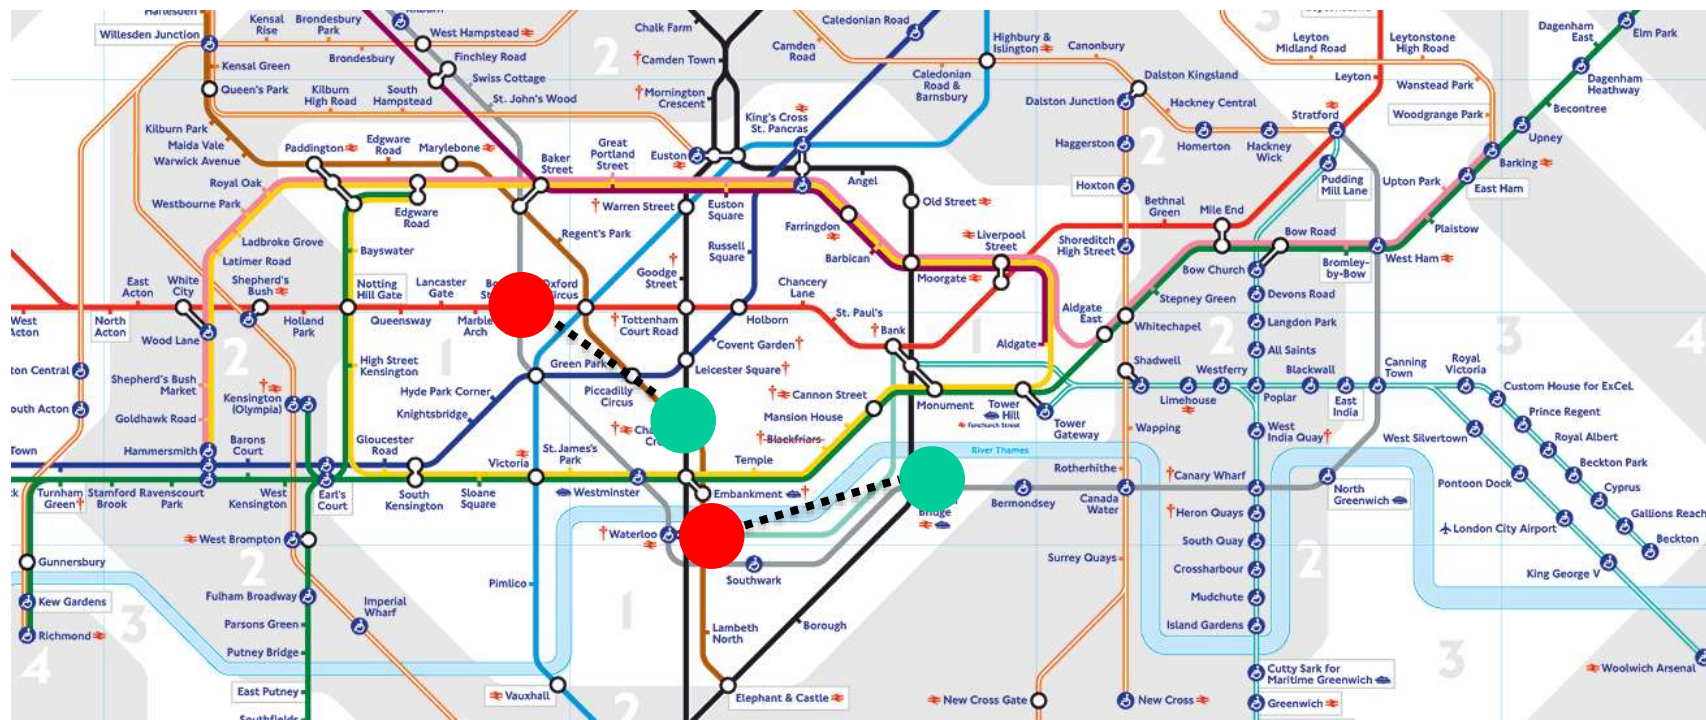 Harlesden
Willesden Junction
Kensal
Rise
Brondesbury
Park
Kilburn
West Hampstead
Brondesbury
Finchley Road
Kensal Green
Swiss Cottage
Queen's Park
Kilburn
High Road
South
Hampstead
St. John's Wood
Kilburn Park
Maida Vale
Warwick Avenue
Paddington
Edgware
Road
Marylebone
Baker
Street
Great
Portland
Street
Royal Oak
Westbourne Park
Edgware
Road
Ladbroke Grove
Latimer Road
Bayswater
Regent's Park
Chalk Farm
†Camden Town
†Mornington
Crescent
Euston
King's Cross
St. Pancras
Caledonian Road
Camden
Road
Caledonian
Road &
Barnsbury
Highbury &
Islington
Canonbury
Dalston Kingsland
Dalston Junction
Hackney Central
Haggerston
Homerton
Hackney
Wick
Stratford
Leytonstone
Leyton
Midland Road
Leytonstone
High Road
Leyton
Wanstead Park
Woodgrange Park
Dagenham
East
Elm Park
Dagenham
Heathway
Becontree
Upney
Barking
East Ham
Upton Park
Plaistow
West Ham
Pudding
Mill Lane
Hoxton
Angel
Old Street
† Warren Street
Euston
Square
Farringdon
Russell
Square
Barbican
Moorgate
†Liverpool
Street
Shoreditch
High Street
Bethnal
Green
Mile End
Bow Road
Bow Church
Bromley-
by-Bow
Stepney Green
Devons Road
Langdon Park
All Saints
East
Acton
White
City
Shepherd's
Bush
West
Acton
North
Acton
Wood Lane
Holland
Park
Notting
Hill Gate
Lancaster
Gate
Queensway
Marble
Arch
Oxford
Circus
Goodge
Street
†Tottenham
Court Road
Holborn
Chancery
Lane
St. Paul's
†Bank
Aldgate
East
Aldgate
Whitechapel
Shadwell
Covent Garden†
Leicester Square†
Green Park
Piccadilly
Circus
Hyde Park Corner
Knightsbridge
High Street
Kensington
Shepherd's Bush
Market
Goldhawk Road
Hammersmith
Kensington
(Olympia)
Barons
Court
Gloucester
Road
Turnham
Green†
Stamford
Brook
Ravenscourt
Park
West
Kensington
Earl's
Court
South
Kensington
Sloane
Square
Victoria
St.James's
Park
Westminster
Temple
Embankment
†Blackfriars
Mansion House
†Cannon Street
Monument
Tower
Hill
Fenchurch Street
Tower
Gateway
Wapping
Rotherhithe
Limehouse
Westferry
Poplar
Blackwall
East
India
Canning
Town
Royal
Victoria
Custom House for ExCeL
Prince Regent
Royal Albert
Beckton Park
Cyprus
Gallions Reach
Beckton
West Silvertown
Pontoon Dock
London City Airport
King George V
Woolwich Arsenal
West
India Quay†
†Canary Wharf
†Heron Quays
South Quay
Crossharbour
Mudchute
Island Gardens
Cutty Sark for
Maritime Greenwich
Greenwich
North
Greenwich
River Thames
Bridge
Bermondsey
Canada
Water
Surrey Quays
New Cross Gate
New Cross
†Waterloo
Southwark
Borough
Lambeth
North
Elephant & Castle
Pimlico
Vauxhall
West Brompton
Fulham Broadway
Parsons Green
Putney Bridge
East Putney
Southfields
Imperial
Wharf
Gunnersbury
Kew Gardens
Richmond
1
2
3
4